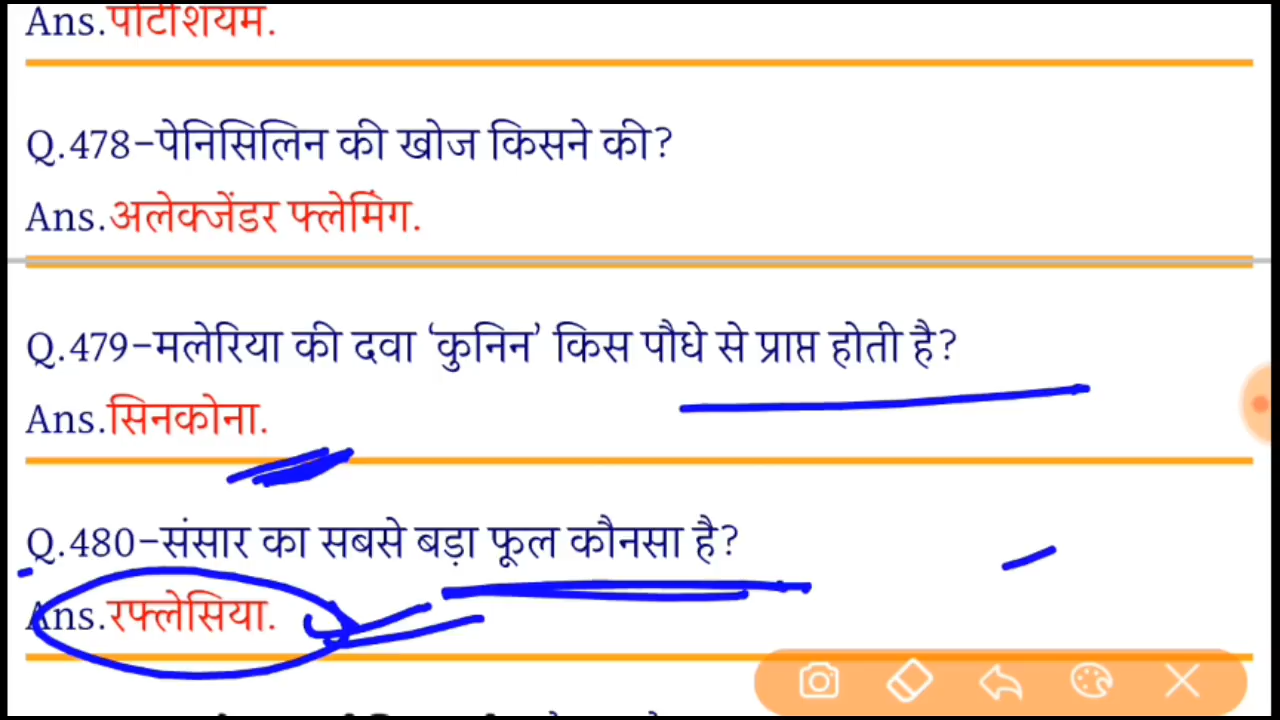 Ans.पोटीशियम.
Q.478-पेनिसिलिन की खोज किसने की?
Ans.अलेक्जेंडर फ्लेमिंग.
Q.479-मलेरिया की दवा ‘कुनिन’ किस पौधे से प्राप्त होती है?
Ans.सिनकोना.
Q.480-संसार का सबसे बड़ा फूल कौनसा है?
Ans.रफ्लेसिया.